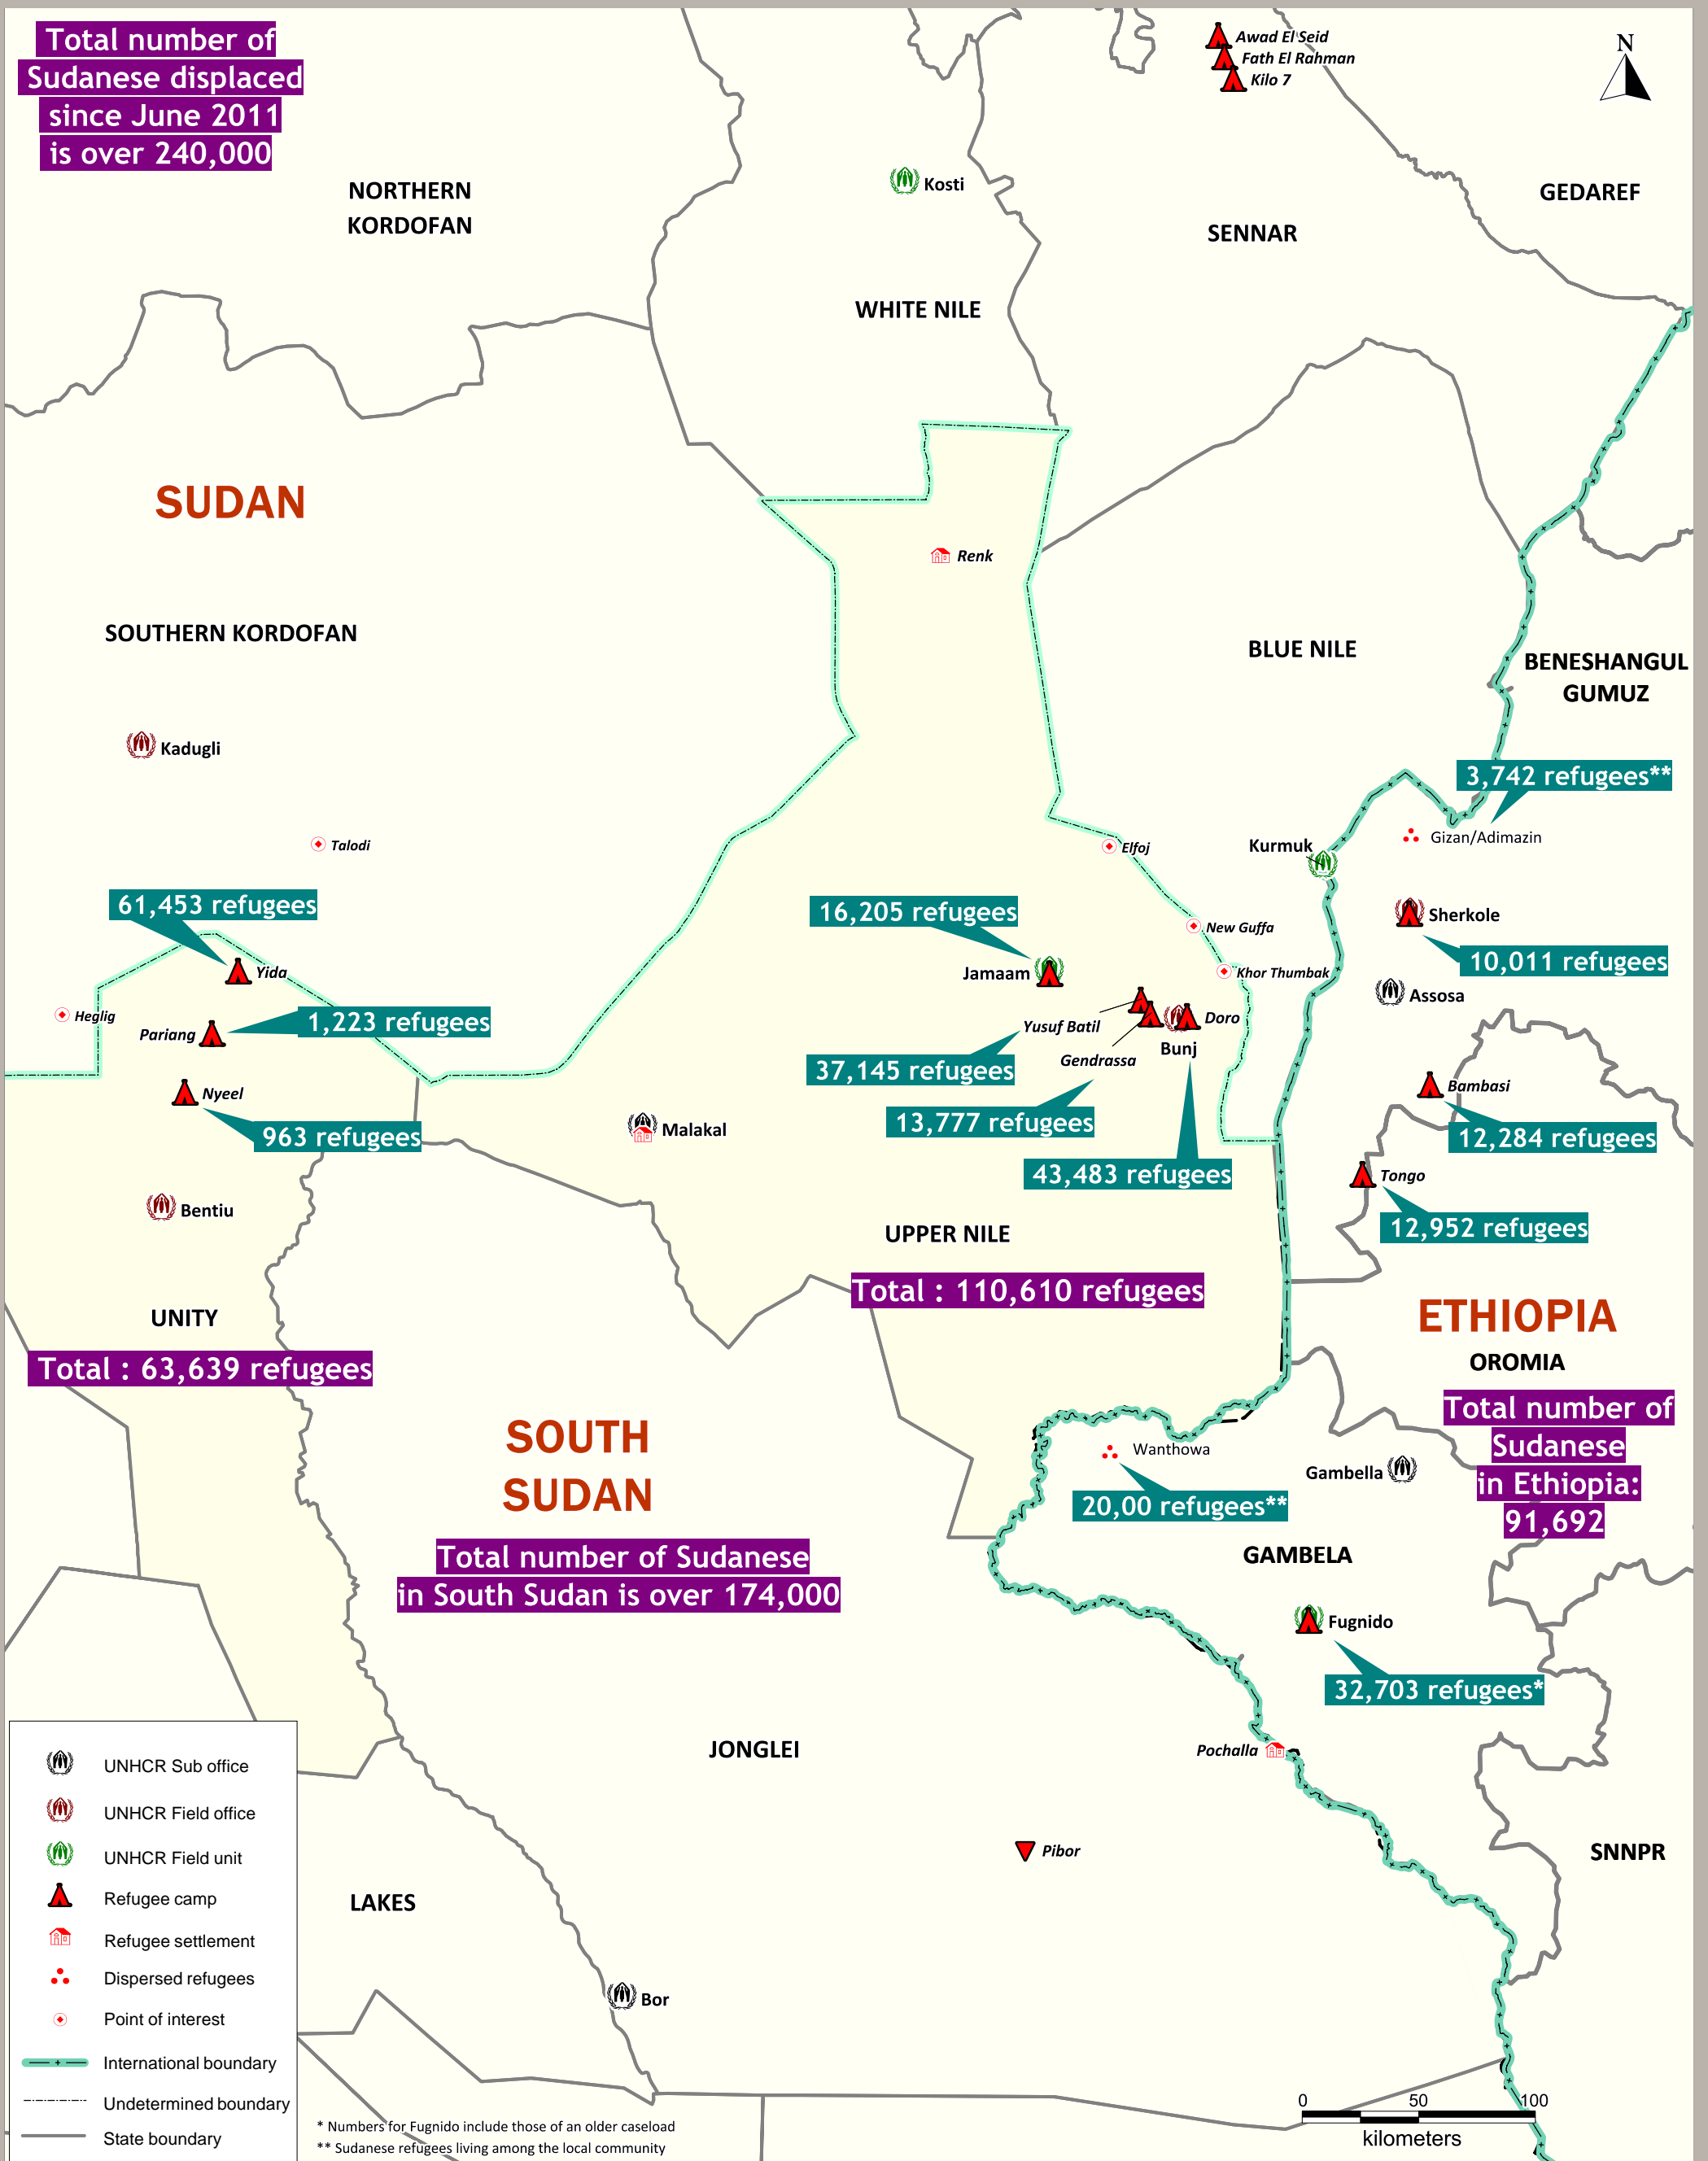 Total number of
Sudanese displaced
since June 2011
is over 240,000
Awad El Seid
Fath El Rahman
Kilo 7
N
NORTHERN
KORDOFAN
Kosti
GEDAREF
SENNAR
WHITE NILE
SUDAN
Renk
SOUTHERN KORDOFAN
BLUE NILE
BENESHANGUL
GUMUZ
Kadugli
3,742 refugees**
Talodi
Elfoj
Kurmuk
Gizan/Adimazin
61,453 refugees
16,205 refugees
Sherkole
New Guffa
10,011 refugees
Yida
Jamaam
Khor Thumbak
Assosa
Heglig
1,223 refugees
Pariang
Yusuf Batil
Doro
Gendrassa
Bunj
37,145 refugees
Nyeel
Bambasi
13,777 refugees
963 refugees
Malakal
12,284 refugees
43,483 refugees
Tongo
Bentiu
12,952 refugees
UPPER NILE
Total : 110,610 refugees
UNITY
Total : 63,639 refugees
ETHIOPIA
OROMIA
Total number of
Sudanese
in Ethiopia:
91,692
SOUTH
SUDAN
Wanthowa
Gambella
20,00 refugees**
Total number of Sudanese
in South Sudan is over 174,000
GAMBELA
Fugnido
32,703 refugees*
JONGLEI
Pochalla
Pibor
SNNPR
LAKES
Bor
UNHCR Sub office
UNHCR Field office
UNHCR Field unit
Refugee camp
Refugee settlement
Dispersed refugees
Point of interest
International boundary
Undetermined boundary
State boundary
* Numbers for Fugnido include those of an older caseload
** Sudanese refugees living among the local community
0 50 100
kilometers